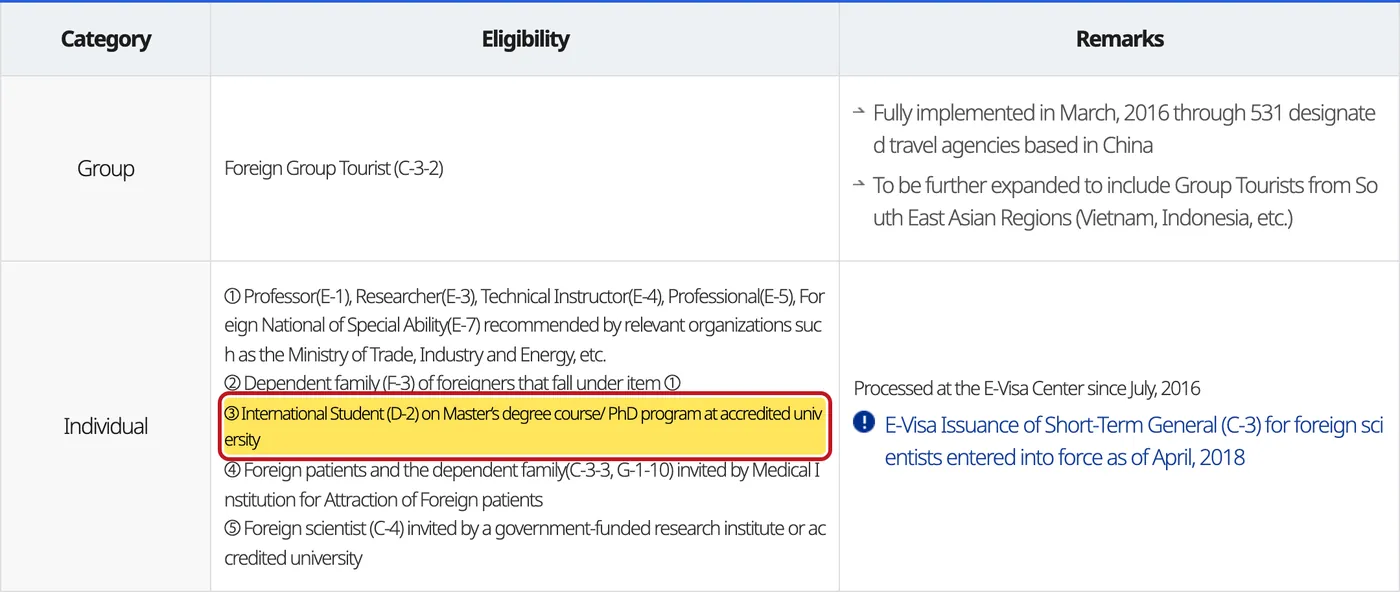 Category
Eligibility
Remarks
Group
Foreign Group Tourist (C-3-2)
⇀ Fully implemented in March, 2016 through 531 designate
d travel agencies based in China
⇀ To be further expanded to include Group Tourists from So
uth East Asian Regions (Vietnam, Indonesia, etc.)
Individual
① Professor(E-1), Researcher(E-3), Technical Instructor(E-4), Professional(E-5), For
eign National of Special Ability(E-7) recommended by relevant organizations suc
h as the Ministry of Trade, Industry and Energy, etc.
② Dependent family (F-3) of foreigners that fall under item ①
③ International Student (D-2) on Master's degree course/ PhD program at accredited univ
ersity
④ Foreign patients and the dependent family(C-3-3, G-1-10) invited by Medical I
nstitution for Attraction of Foreign patients
⑤ Foreign scientist (C-4) invited by a government-funded research institute or ac
credited university
Processed at the E-Visa Center since July, 2016
! E-Visa Issuance of Short-Term General (C-3) for foreign sci
entists entered into force as of April, 2018